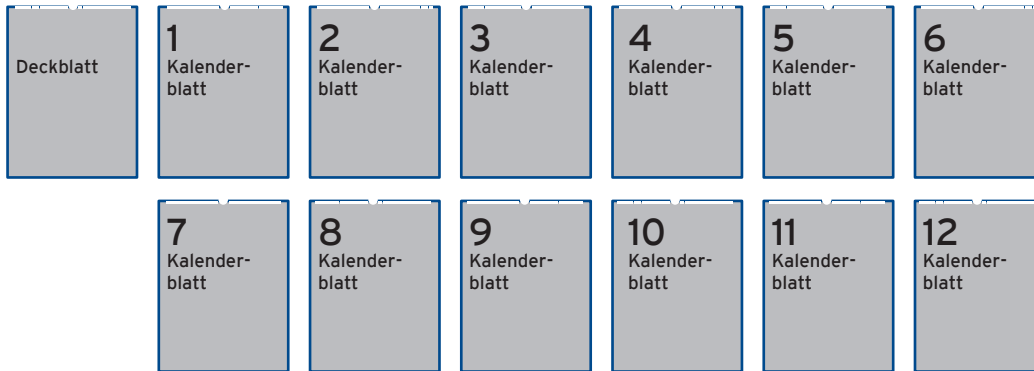 Deckblatt
1
Kalender-
blatt
2
Kalender-
blatt
3
Kalender-
blatt
4
Kalender-
blatt
5
Kalender-
blatt
6
Kalender-
blatt
7
Kalender-
blatt
8
Kalender-
blatt
9
Kalender-
blatt
10
Kalender-
blatt
11
Kalender-
blatt
12
Kalender-
blatt